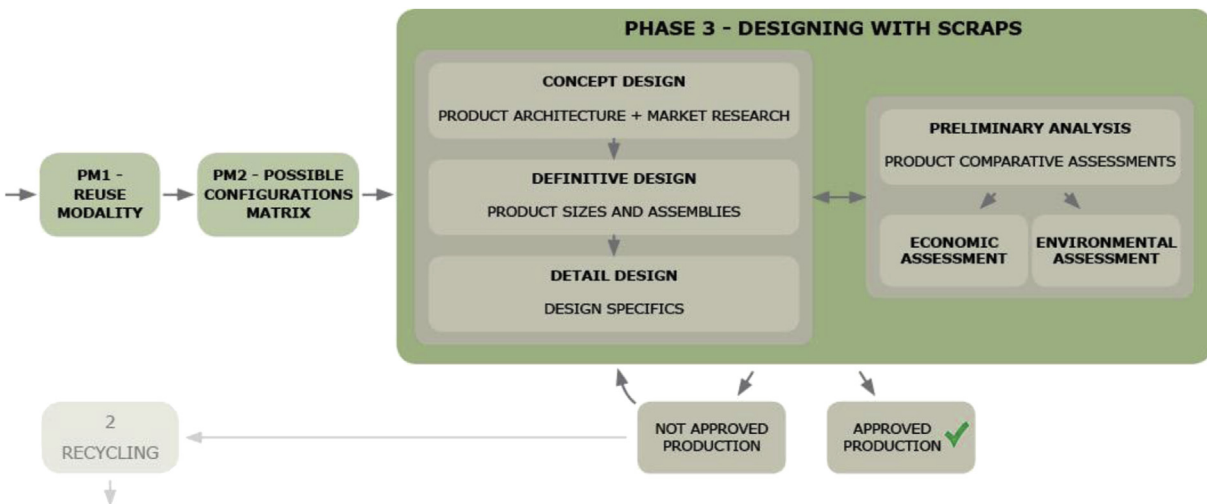 PHASE 3 - DESIGNING WITH SCRAPS
CONCEPT DESIGN
PRODUCT ARCHITECTURE + MARKET RESEARCH
PRELIMINARY ANALYSIS
PRODUCT COMPARATIVE ASSESSMENTS
PM1 -
REUSE
MODALITY
PM2 - POSSIBLE
CONFIGURATIONS
MATRIX
DEFINITIVE DESIGN
PRODUCT SIZES AND ASSEMBLIES
ECONOMIC
ASSESSMENT
ENVIRONMENTAL
ASSESSMENT
DETAIL DESIGN
DESIGN SPECIFICS
2
RECYCLING
NOT APPROVED
PRODUCTION
APPROVED
PRODUCTION